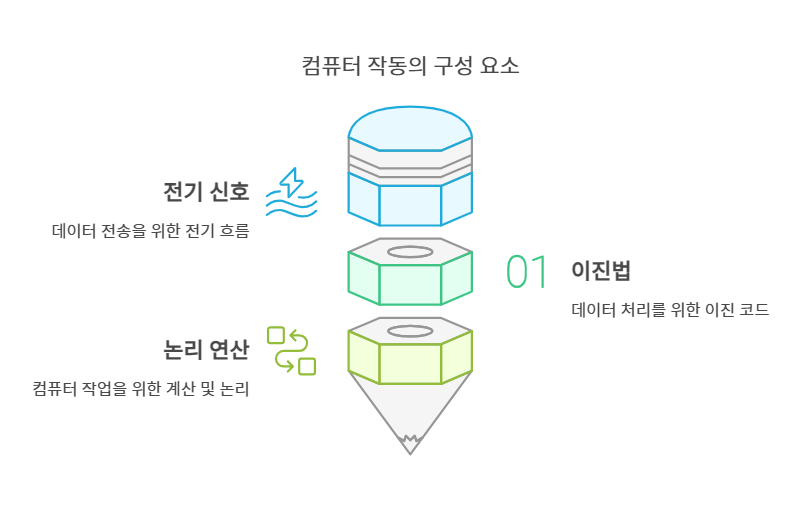 컴퓨터 작동의 구성 요소
전기 신호
데이터 전송을 위한 전기 흐름
01
이진법
데이터 처리를 위한 이진 코드
논리 연산
컴퓨터 작업을 위한 계산 및 논리